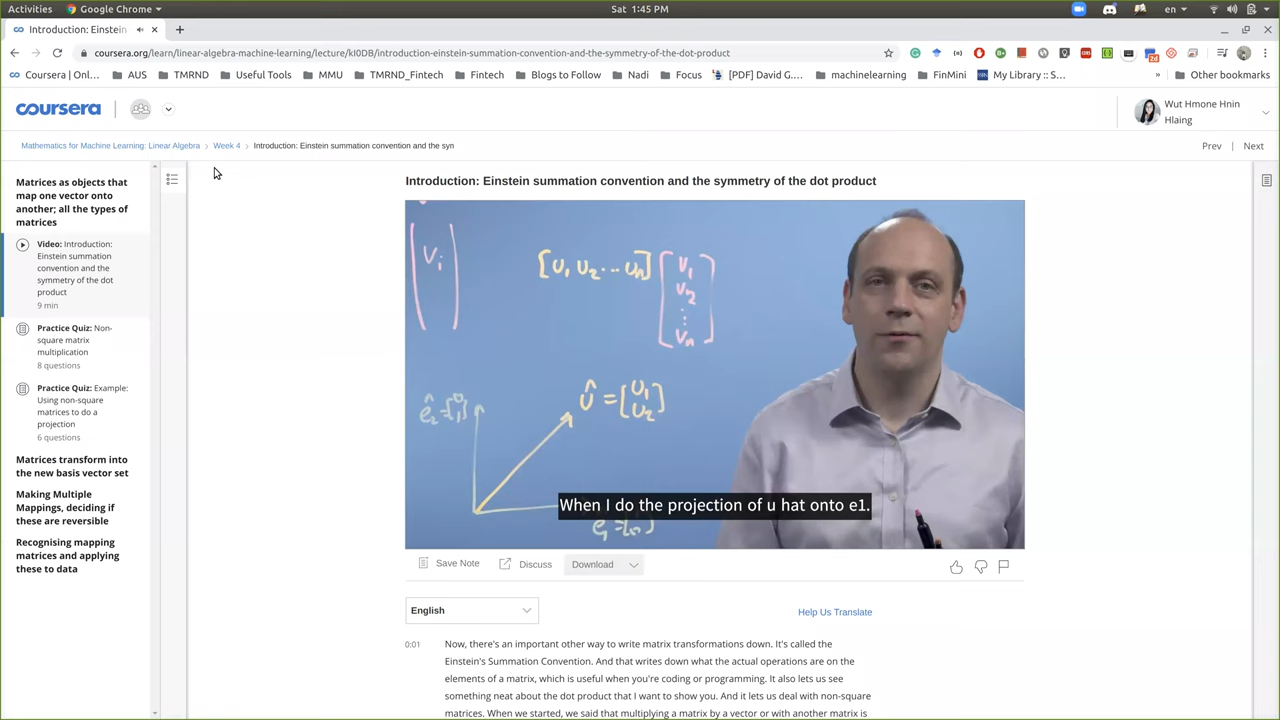 Activities
Google Chrome
Sat 1:45 PM
en
Introduction: Einstein
coursera.org/learn/linear-algebra-machine-learning/lecture/kI0DB/introduction-einstein-summation-convention-and-the-symmetry-of-the-dot-product
Coursera | Onl…
AUS
TMRND
Useful Tools
MMU
TMRND_Fintech
Fintech
Blogs to Follow
Nadi
Focus
[PDF] David G.…
machinelearning
FinMini
My Library :: S…
»
Other bookmarks
coursera
Wut Hmone Hnin
Hlaing
Mathematics for Machine Learning: Linear Algebra > Week 4 > Introduction: Einstein summation convention and the syn
Prev
Next
Matrices as objects that
map one vector onto
another; all the types of
matrices
Video: Introduction:
Einstein summation
convention and the
symmetry of the dot
product
9 min
Practice Quiz: Non-
square matrix
multiplication
8 questions
Practice Quiz: Example:
Using non-square
matrices to do a
projection
6 questions
Matrices transform into
the new basis vector set
Making Multiple
Mappings, deciding if
these are reversible
Recognising mapping
matrices and applying
these to data
Introduction: Einstein summation convention and the symmetry of the dot product
vi
[u1 u2 ... un]
v1
v2
⋮
vn
û = [u1
u2]
When I do the projection of u hat onto e1.
Save Note
Discuss
Download
English
Help Us Translate
0:01
Now, there's an important other way to write matrix transformations down. It's called the
Einstein's Summation Convention. And that writes down what the actual operations are on the
elements of a matrix, which is useful when you're coding or programming. It also lets us see
something neat about the dot product that I want to show you. And it lets us deal with non-square
matrices. When we started, we said that multiplying a matrix by a vector or with another matrix is